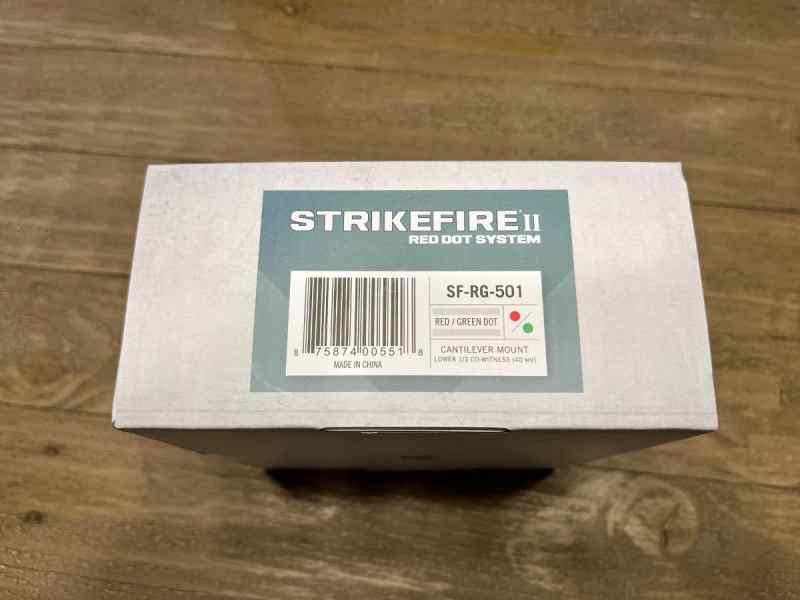 STRIKEFIRE II
RED DOT SYSTEM
SF-RG-501
RED / GREEN DOT
8 75874 00551 8
MADE IN CHINA
CANTILEVER MOUNT
LOWER 1/3 CO-WITNESS (40 MM)